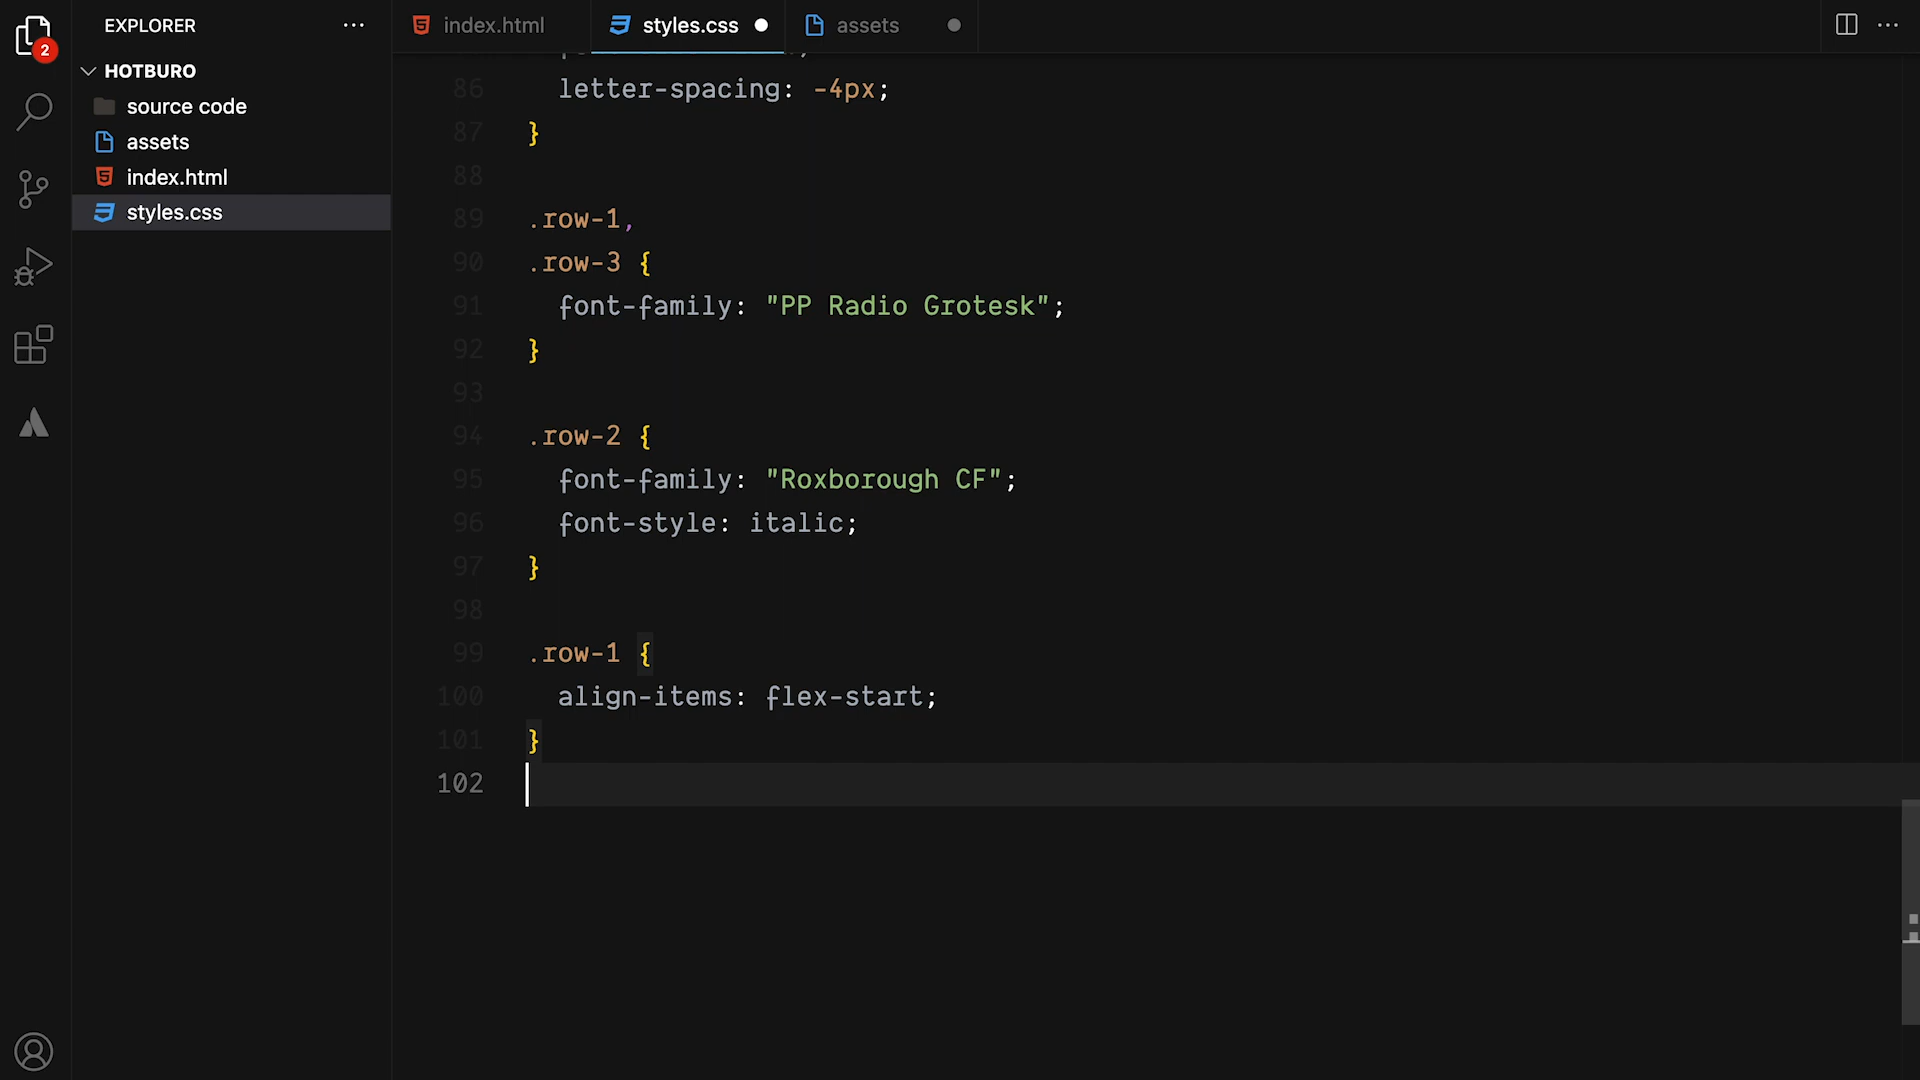 2
EXPLORER
HOTBURO
source code
assets
index.html
styles.css
index.html
styles.css
assets
86 letter-spacing: -4px;
87 }
88
89 .row-1,
90 .row-3 {
91 font-family: "PP Radio Grotesk";
92 }
93
94 .row-2 {
95 font-family: "Roxborough CF";
96 font-style: italic;
97 }
98
99 .row-1 {
100 align-items: flex-start;
101 }
102